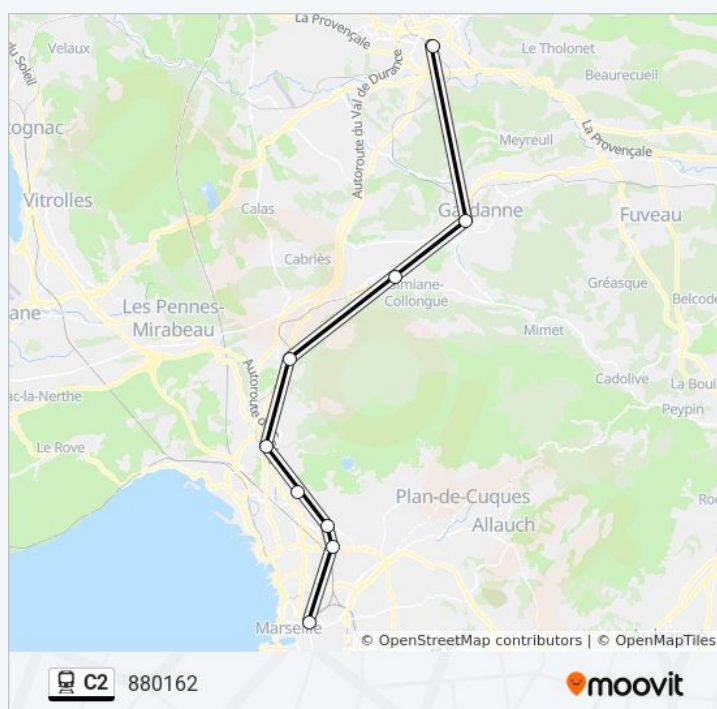 La Provençale
Velaux
Le Tholonet
du Soleil
Beaurecueil
Autoroute du Val de Durance
La Provençale
ognac
Meyreuil
Vitrolles
Calas
Gardanne
Fuveau
Cabriès
Simiane-
Collongue
Gréasque
ane
Les Pennes-
Mirabeau
Belcode
Mimet
Autoroute d
Cadolive
La Boui
ac-la-Nerthe
Peypin
Le Rove
Plan-de-Cuques
Allauch
Roq
Marseille
© OpenStreetMap contributors | © OpenMapTiles
C2 880162
moovit